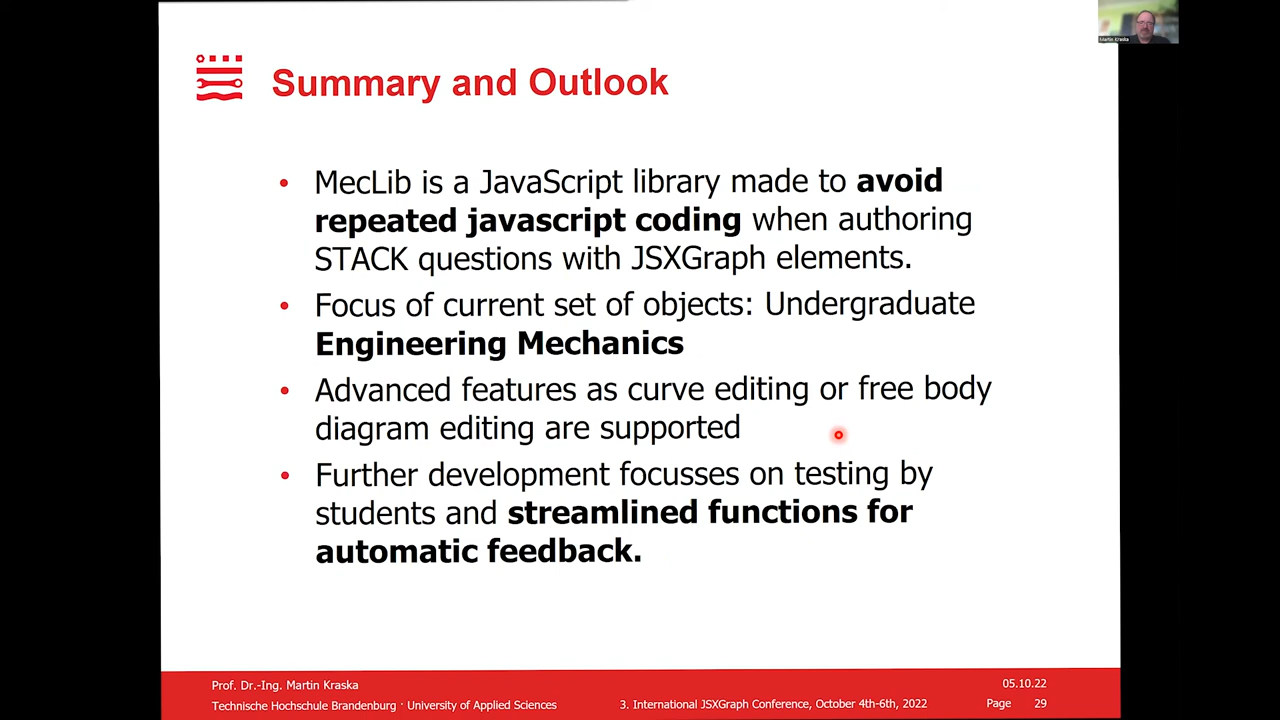 Martin Kraska
Summary and Outlook
• MecLib is a JavaScript library made to avoid
repeated javascript coding when authoring
STACK questions with JSXGraph elements.
• Focus of current set of objects: Undergraduate
Engineering Mechanics
• Advanced features as curve editing or free body
diagram editing are supported
• Further development focusses on testing by
students and streamlined functions for
automatic feedback.
Prof. Dr.-Ing. Martin Kraska
05.10.22
Technische Hochschule Brandenburg · University of Applied Sciences
3. International JSXGraph Conference, October 4th-6th, 2022
Page 29